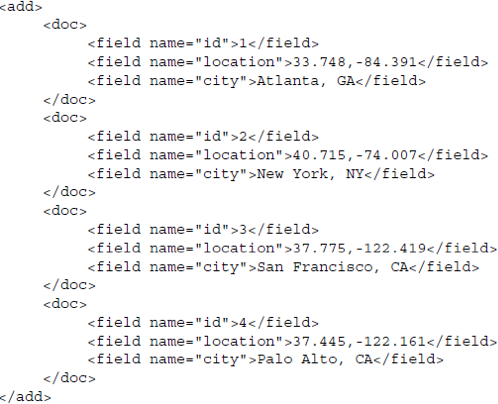 <add>
<doc>
<field name="id">1</field>
<field name="location">33.748,-84.391</field>
<field name="city">Atlanta, GA</field>
</doc>
<doc>
<field name="id">2</field>
<field name="location">40.715,-74.007</field>
<field name="city">New York, NY</field>
</doc>
<doc>
<field name="id">3</field>
<field name="location">37.775,-122.419</field>
<field name="city">San Francisco, CA</field>
</doc>
<doc>
<field name="id">4</field>
<field name="location">37.445,-122.161</field>
<field name="city">Palo Alto, CA</field>
</doc>
</add>